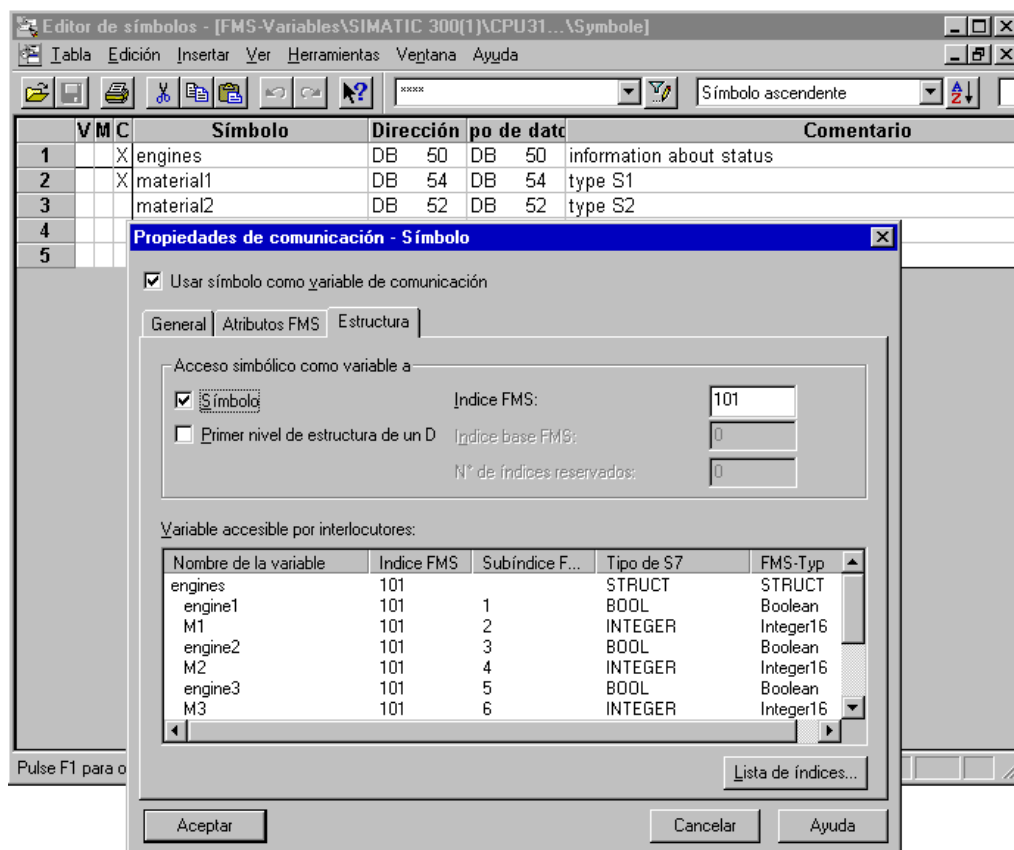 Editor de símbolos - [FMS-Variables\SIMATIC 300(1)\CPU31...\Symbole]
Tabla Edición Insertar Ver Herramientas Ventana Ayuda
**** Símbolo ascendente
V M C Símbolo Dirección po de dato Comentario
1 X engines DB 50 DB 50 information about status
2 X material1 DB 54 DB 54 type S1
3 material2 DB 52 DB 52 type S2
4
5
Propiedades de comunicación - Símbolo
Usar símbolo como variable de comunicación
General Atributos FMS Estructura
Acceso simbólico como variable a
Símbolo Indice FMS: 101
Primer nivel de estructura de un D Indice base FMS: 0
N° de índices reservados: 0
Variable accesible por interlocutores:
Nombre de la variable Indice FMS Subíndice F... Tipo de S7 FMS-Typ
engines 101 STRUCT STRUCT
engine1 101 1 BOOL Boolean
M1 101 2 INTEGER Integer16
engine2 101 3 BOOL Boolean
M2 101 4 INTEGER Integer16
engine3 101 5 BOOL Boolean
M3 101 6 INTEGER Integer16
Pulse F1 para o
Lista de índices...
Aceptar Cancelar Ayuda